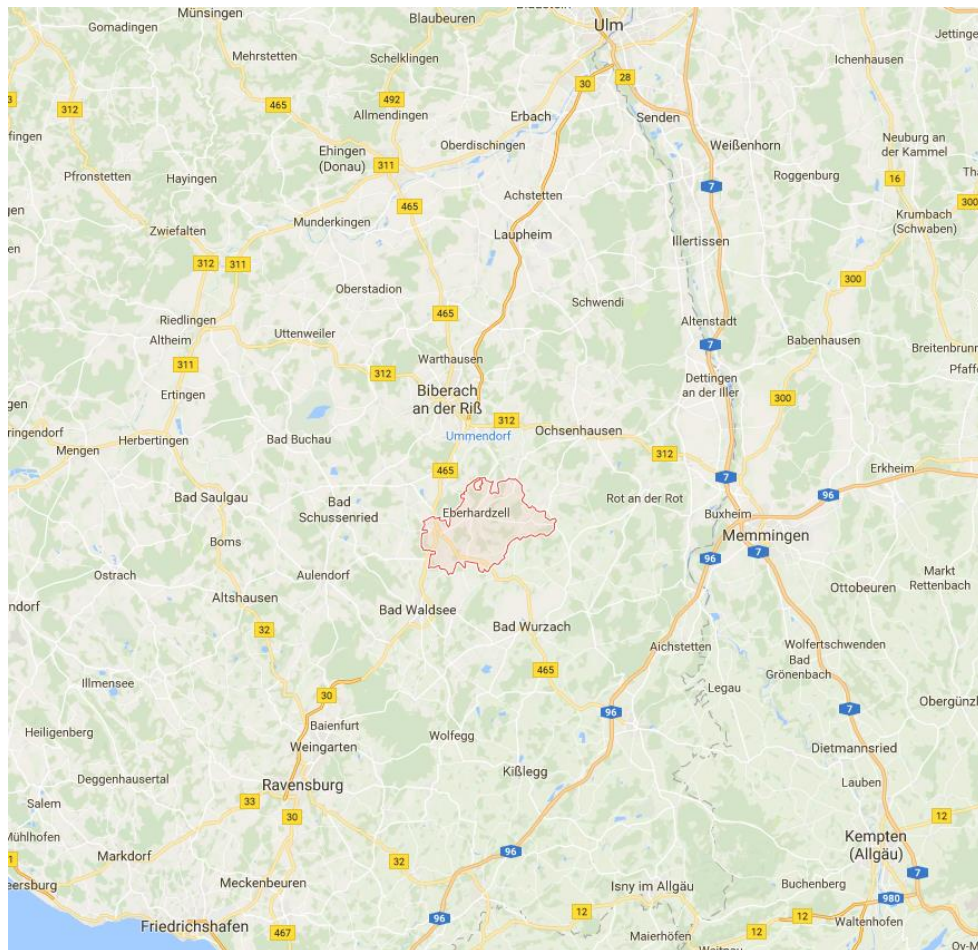 Münsingen
Blaubeuren
Ulm
Gomadingen
Jettingen
Mehrstetten
Schelklingen
Ichenhausen
30
28
3
492
465
312
Allmendingen
Erbach
Senden
Neuburg an
der Kammel
Ehingen
(Donau)
Oberdischingen
Weißenhorn
311
Pfronstetten
Hayingen
Roggenburg
16
7
Achstetten
300
465
Munderkingen
Krumbach
(Schwaben)
Zwiefalten
Laupheim
Illertissen
312
311
300
Oberstadion
Schwendi
465
Riedlingen
Altenstadt
Altheim
Uttenweiler
Babenhausen
7
Breitenbrunn
Warthausen
311
312
Dettingen
an der Iller
Biberach
an der Riß
Ertingen
300
312
Ochsenhausen
Ummendorf
Herbertingen
Bad Buchau
Mengen
312
465
Erkheim
7
96
Bad Saulgau
Rot an der Rot
Bad
Schussenried
Eberhardzell
Buxheim
Memmingen
Boms
96
7
Ostrach
Aulendorf
Markt
Rettenbach
Ottobeuren
Altshausen
Bad Waldsee
32
Bad Wurzach
Aichstetten
Wolfertschwenden
Bad
Grönenbach
465
Illmensee
Legau
30
Obergünzb
7
96
Baienfurt
Heiligenberg
Wolfegg
Weingarten
Dietmannsried
Kißlegg
Deggenhausertal
Ravensburg
Lauben
Salem
33
30
12
Mühlhofen
Kempten
(Allgäu)
Markdorf
96
32
7
Meckenbeuren
Isny im Allgäu
Buchenberg
980
12
12
96
Friedrichshafen
467
Waltenhofen
12
Maierhöfen